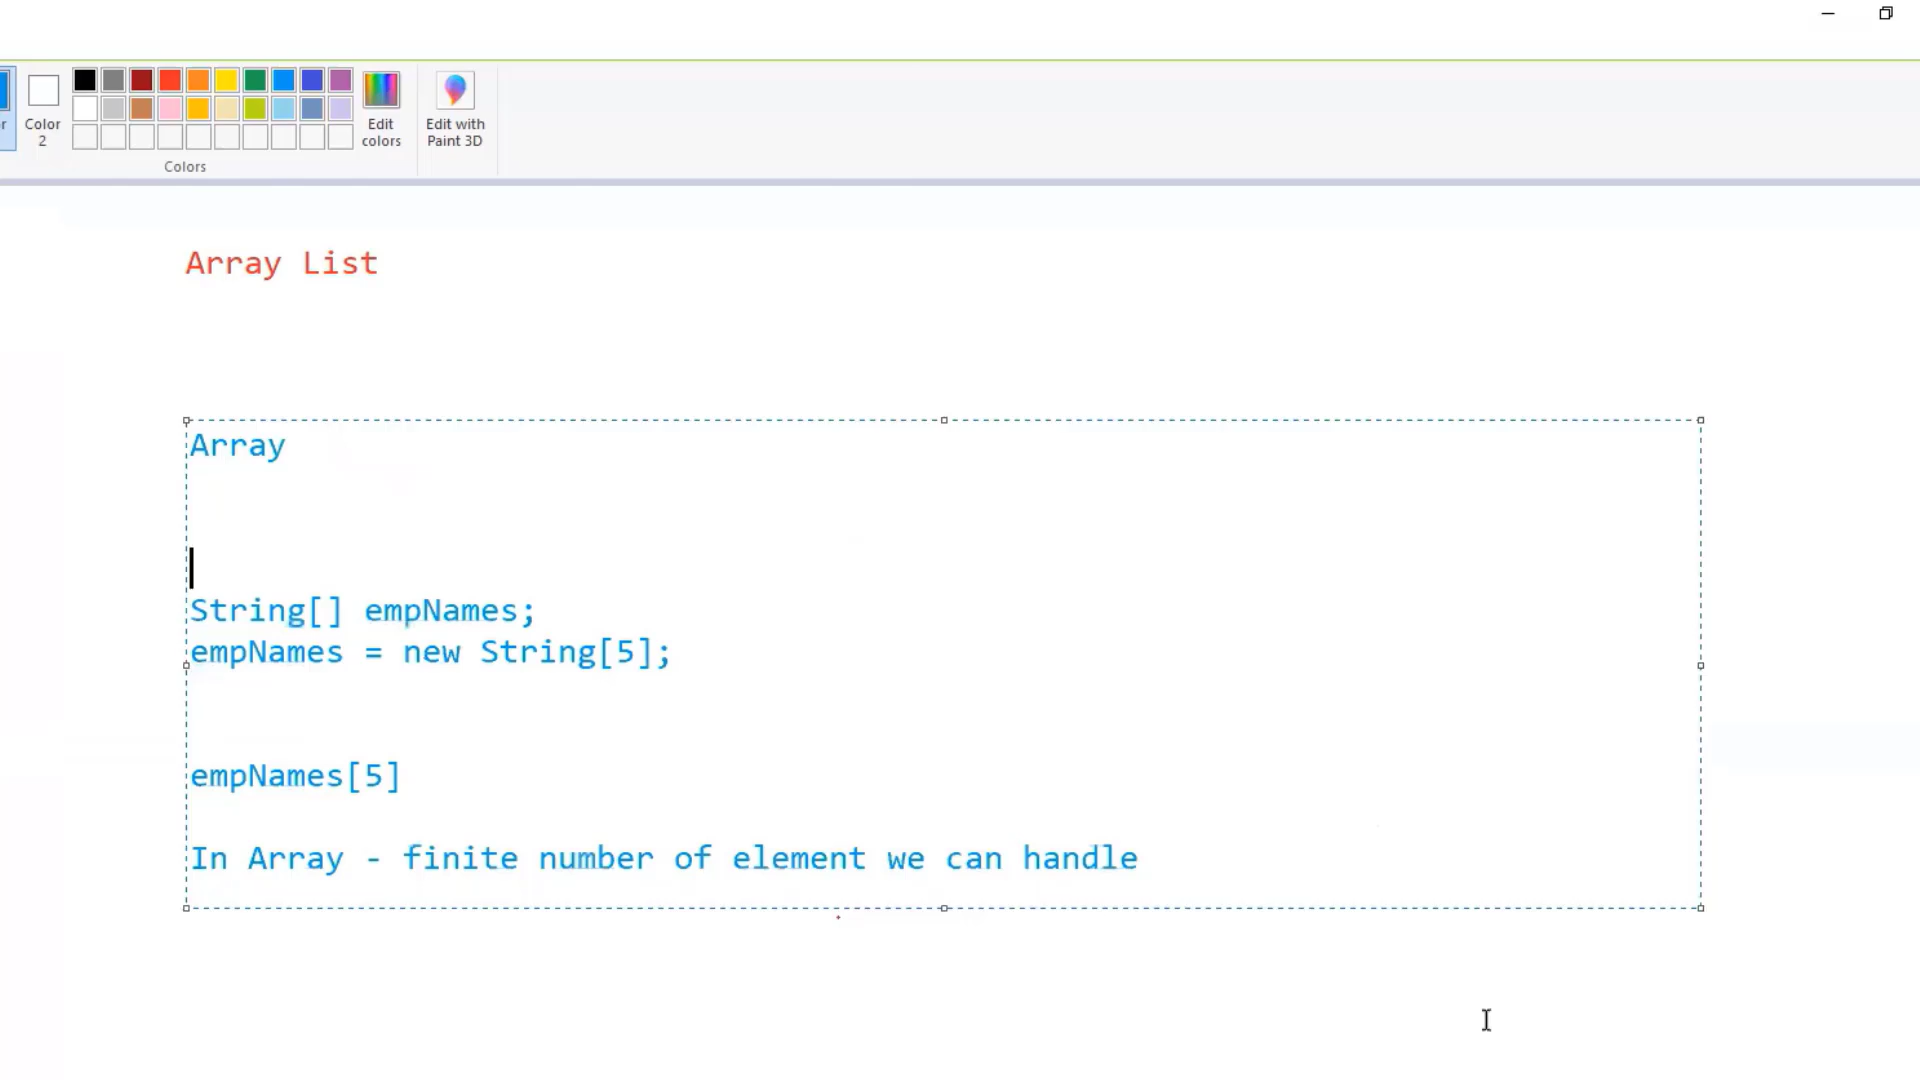 Color
2
Edit
colors
Edit with
Paint 3D
Colors
Array List
Array
String[] empNames;
empNames = new String[5];
empNames[5]
In Array - finite number of element we can handle